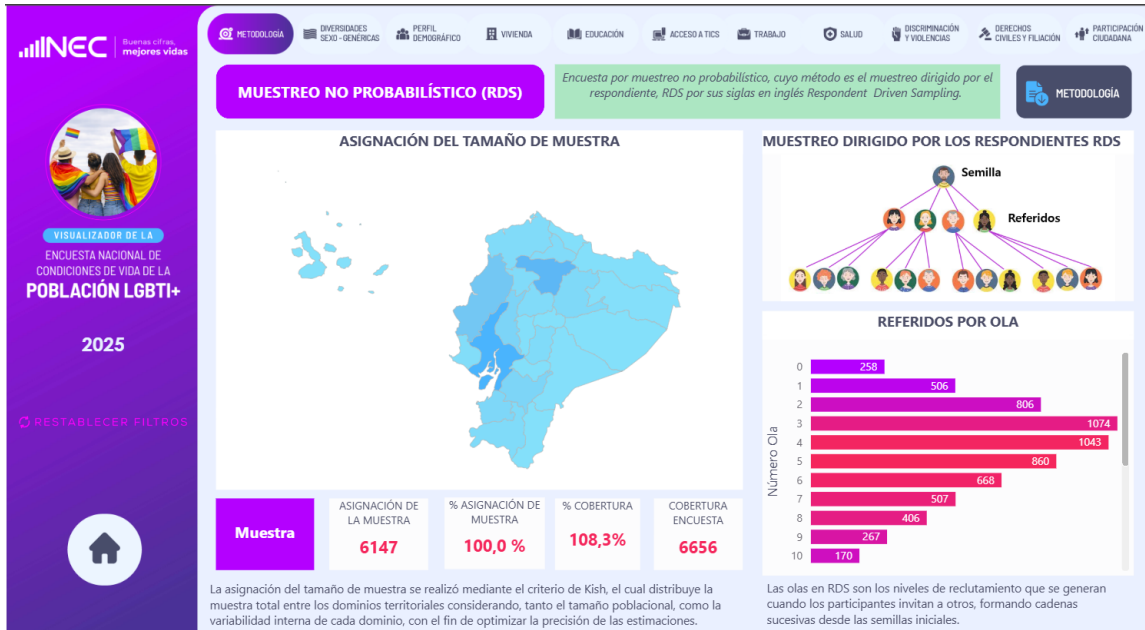 INEC
Buenas cifras,
mejores vidas
METODOLOGÍA
DIVERSIDADES
SEXO - GENÉRICAS
PERFIL
DEMOGRÁFICO
VIVIENDA
EDUCACIÓN
ACCESO A TICS
TRABAJO
SALUD
DISCRIMINACIÓN
Y VIOLENCIAS
DERECHOS
CIVILES Y FILIACIÓN
PARTICIPACIÓN
CIUDADANA
VISUALIZADOR DE LA
ENCUESTA NACIONAL DE
CONDICIONES DE VIDA DE LA
POBLACIÓN LGBTI+
2025
RESTABLECER FILTROS
MUESTREO NO PROBABILÍSTICO (RDS)
Encuesta por muestreo no probabilístico, cuyo método es el muestreo dirigido por el
respondiente, RDS por sus siglas en inglés Respondent Driven Sampling.
METODOLOGÍA
ASIGNACIÓN DEL TAMAÑO DE MUESTRA
Muestra
ASIGNACIÓN DE
LA MUESTRA
6147
% ASIGNACIÓN DE
MUESTRA
100,0 %
% COBERTURA
108,3%
COBERTURA
ENCUESTA
6656
La asignación del tamaño de muestra se realizó mediante el criterio de Kish, el cual distribuye la
muestra total entre los dominios territoriales considerando, tanto el tamaño poblacional, como la
variabilidad interna de cada dominio, con el fin de optimizar la precisión de las estimaciones.
MUESTREO DIRIGIDO POR LOS RESPONDIENTES RDS
Semilla
Referidos
REFERIDOS POR OLA
Número Ola
0 258
1 506
2 806
3 1074
4 1043
5 860
6 668
7 507
8 406
9 267
10 170
Las olas en RDS son los niveles de reclutamiento que se generan
cuando los participantes invitan a otros, formando cadenas
sucesivas desde las semillas iniciales.